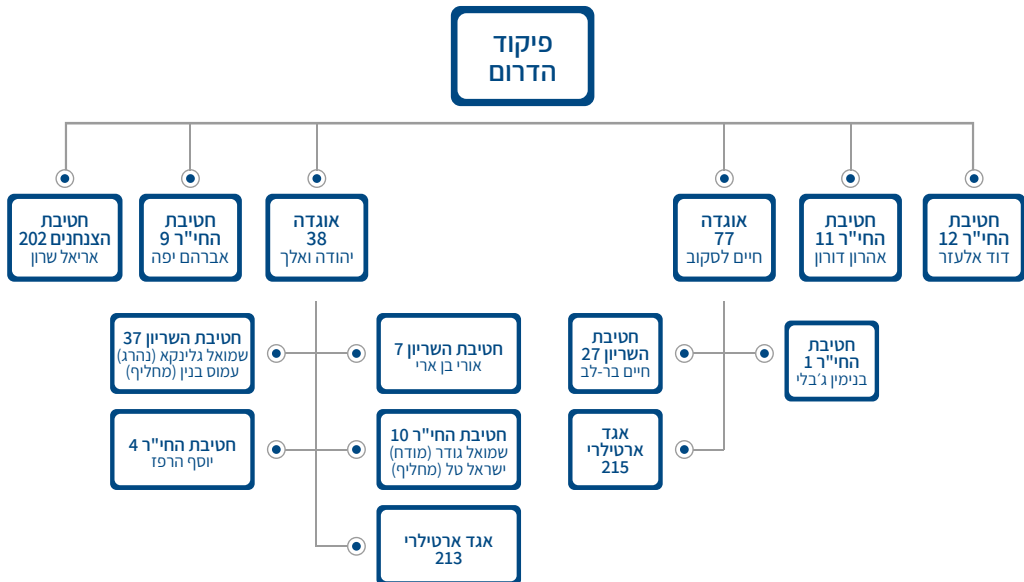 פיקוד
הדרום
חטיבת
החי"ר 12
דוד אלעזר
חטיבת
החי"ר 11
אהרון דורון
אוגדה
77
חיים לסקוב
אוגדה
38
יהודה ואלך
חטיבת
החי"ר 9
אברהם יפה
חטיבת
הצנחנים 202
אריאל שרון
חטיבת
החי"ר 1
בנימין ג׳בלי
חטיבת
השריון 27
חיים בר-לב
אגד
ארטילרי
215
חטיבת השריון 7
אורי בן ארי
חטיבת השריון 37
שמואל גלינקא (נהרג)
עמוס בנין (מחליף)
חטיבת החי"ר 10
שמואל גודר (מודח)
ישראל טל (מחליף)
חטיבת החי"ר 4
יוסף הרפז
אגד ארטילרי
213